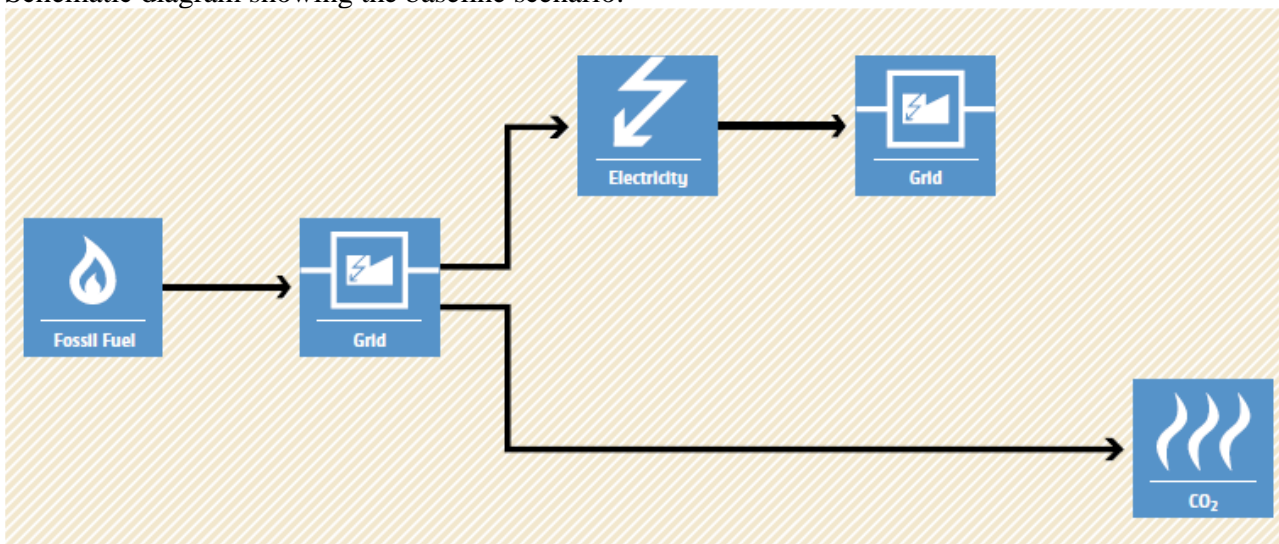 Schematic diagram showing the baseline scenario:
Electricity
Grid
Fossil Fuel
Grid
CO₂